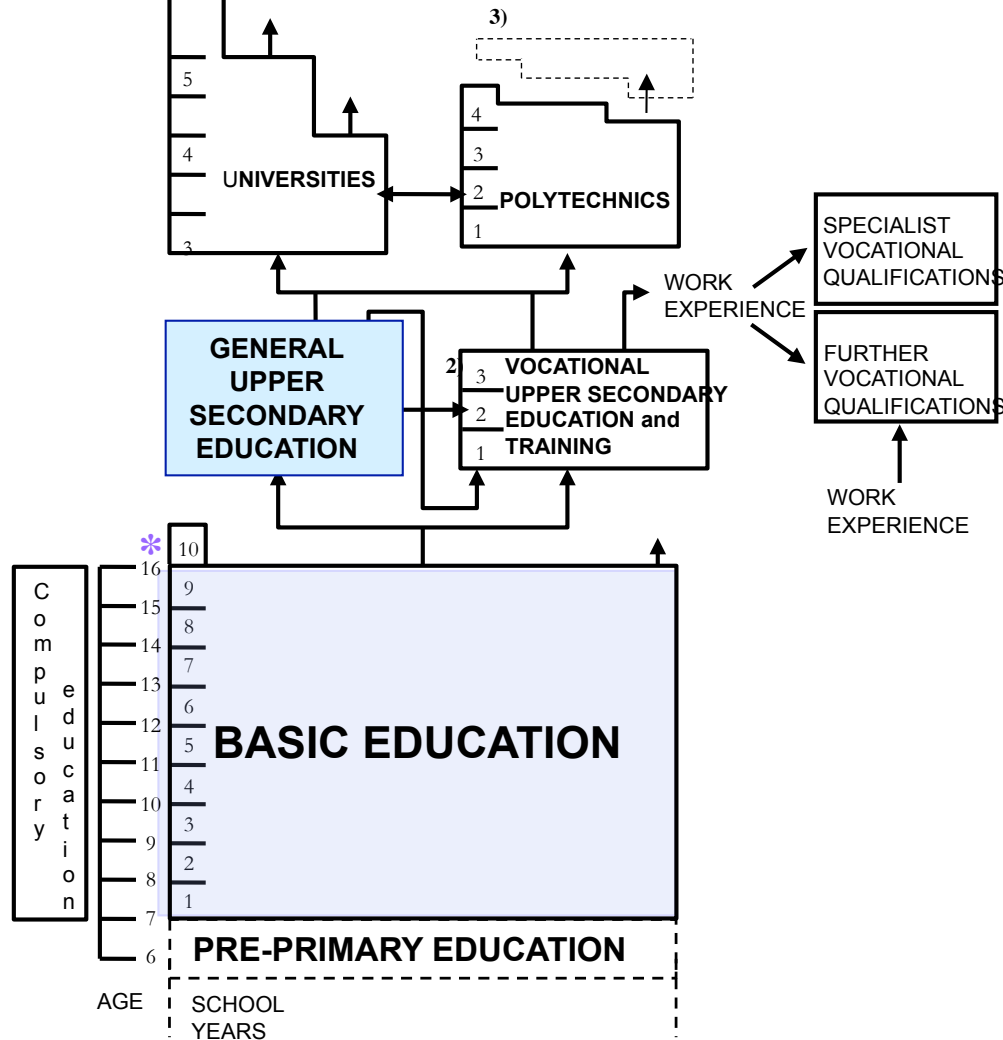 3)
5
4
3
UNIVERSITIES
4
3
2
1
POLYTECHNICS
SPECIALIST
VOCATIONAL
QUALIFICATIONS
WORK
EXPERIENCE
FURTHER
VOCATIONAL
QUALIFICATIONS
WORK
EXPERIENCE
GENERAL
UPPER
SECONDARY
EDUCATION
2)
3
2
1
VOCATIONAL
UPPER SECONDARY
EDUCATION and
TRAINING
*
10
Compulsory
education
16
15
14
13
12
11
10
9
8
7
6
9
8
7
6
5
4
3
2
1
BASIC EDUCATION
PRE-PRIMARY EDUCATION
AGE
SCHOOL
YEARS